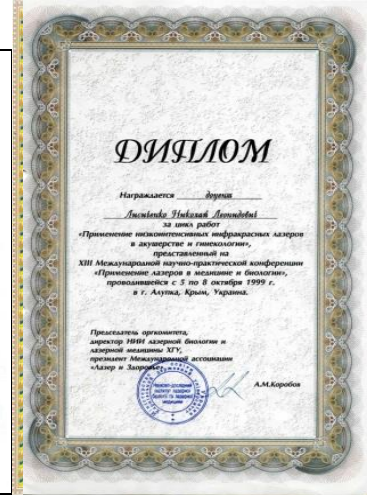 ДИПЛОМ
Награждается доцент
Николай Леонидович
за цикл работ
«Применение низкоинтенсивных инфракрасных лазеров
в акушерстве и гинекологии»,
представленный на
XIII Международной научно-практической конференции
«Применение лазеров в медицине и биологии»,
проводившейся с 5 по 8 октября 1999 г.
в г. Алупка, Крым, Украина.
Председатель оргкомитета,
директор НИИ лазерной биологии и
лазерной медицины ХГУ,
президент Международной ассоциации
«Лазер и Здоровье»
А.М.Коробов